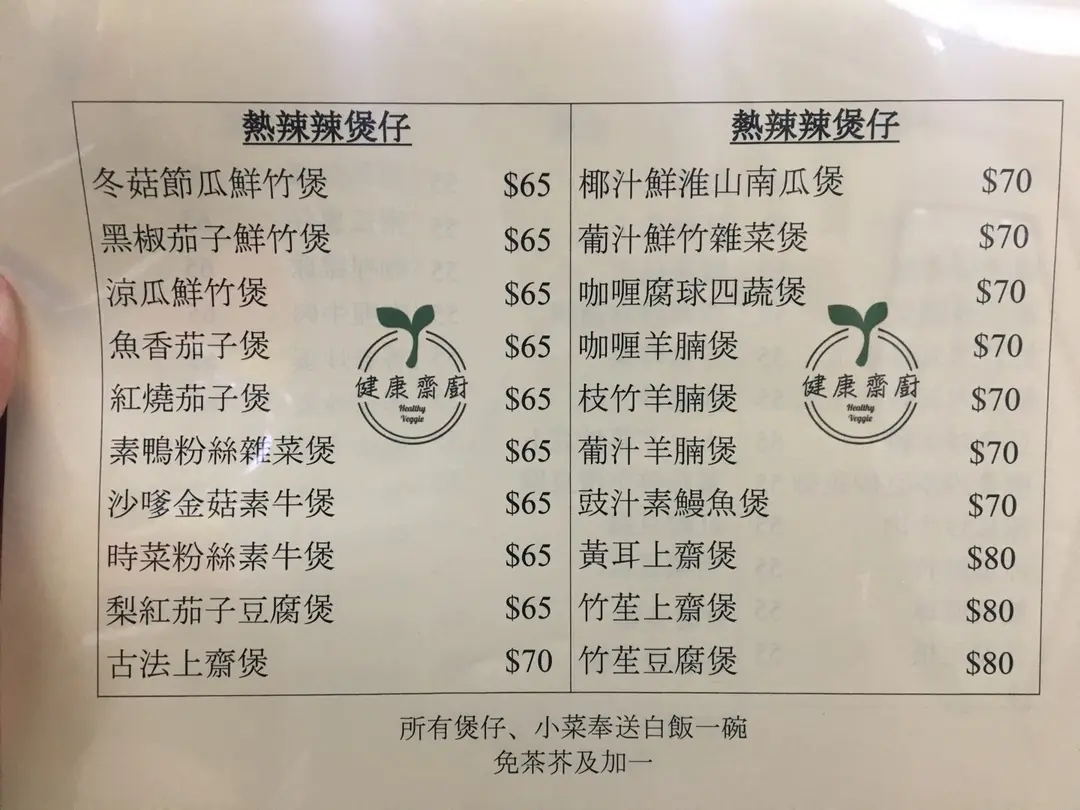 熱辣辣煲仔
冬菇節瓜鮮竹煲 $65
黑椒茄子鮮竹煲 $65
涼瓜鮮竹煲 $65
魚香茄子煲 $65
紅燒茄子煲 $65
素鴨粉絲雜菜煲 $65
沙嗲金菇素牛煲 $65
時菜粉絲素牛煲 $65
梨紅茄子豆腐煲 $65
古法上齋煲 $70
健康齋廚
Healthy
Veggie
熱辣辣煲仔
椰汁鮮淮山南瓜煲 $70
葡汁鮮竹雜菜煲 $70
咖喱腐球四蔬煲 $70
咖喱羊腩煲 $70
枝竹羊腩煲 $70
葡汁羊腩煲 $70
豉汁素鰻魚煲 $70
黃耳上齋煲 $80
竹笙上齋煲 $80
竹笙豆腐煲 $80
健康齋廚
Healthy
Veggie
所有煲仔、小菜奉送白飯一碗
免茶芥及加一